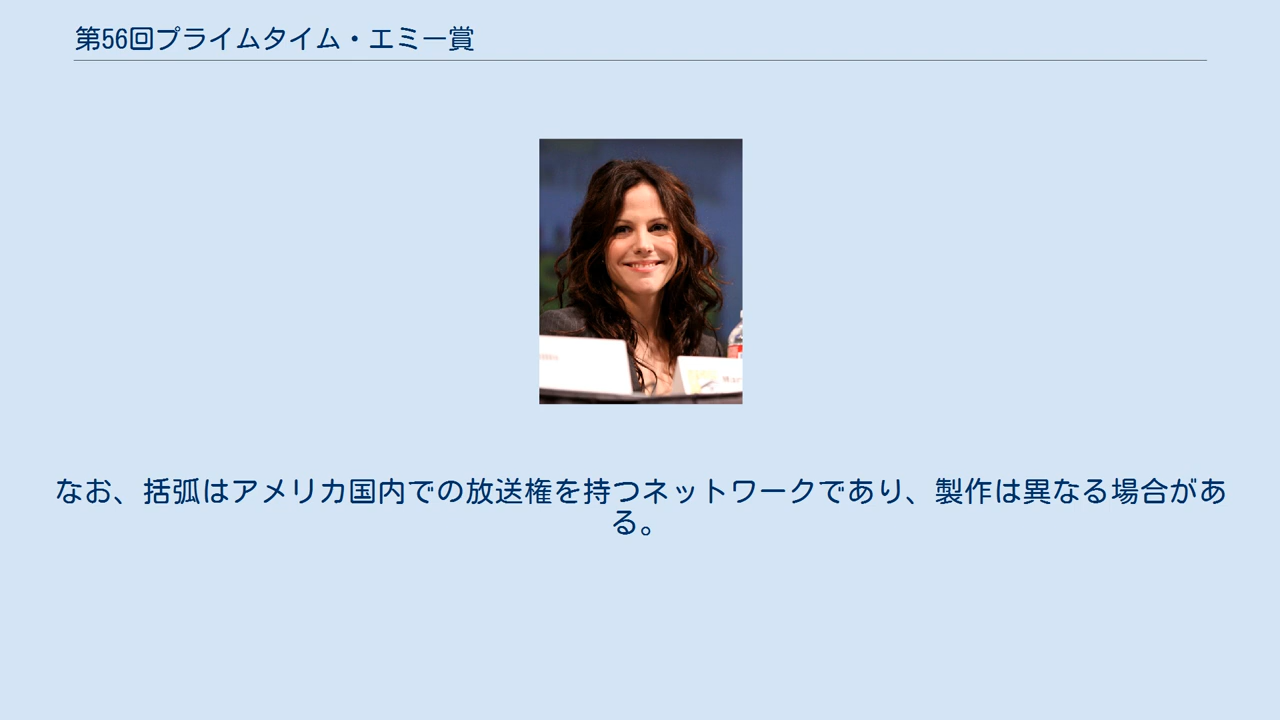 第56回プライムタイム・エミー賞
なお、括弧はアメリカ国内での放送権を持つネットワークであり、製作は異なる場合があ
る。